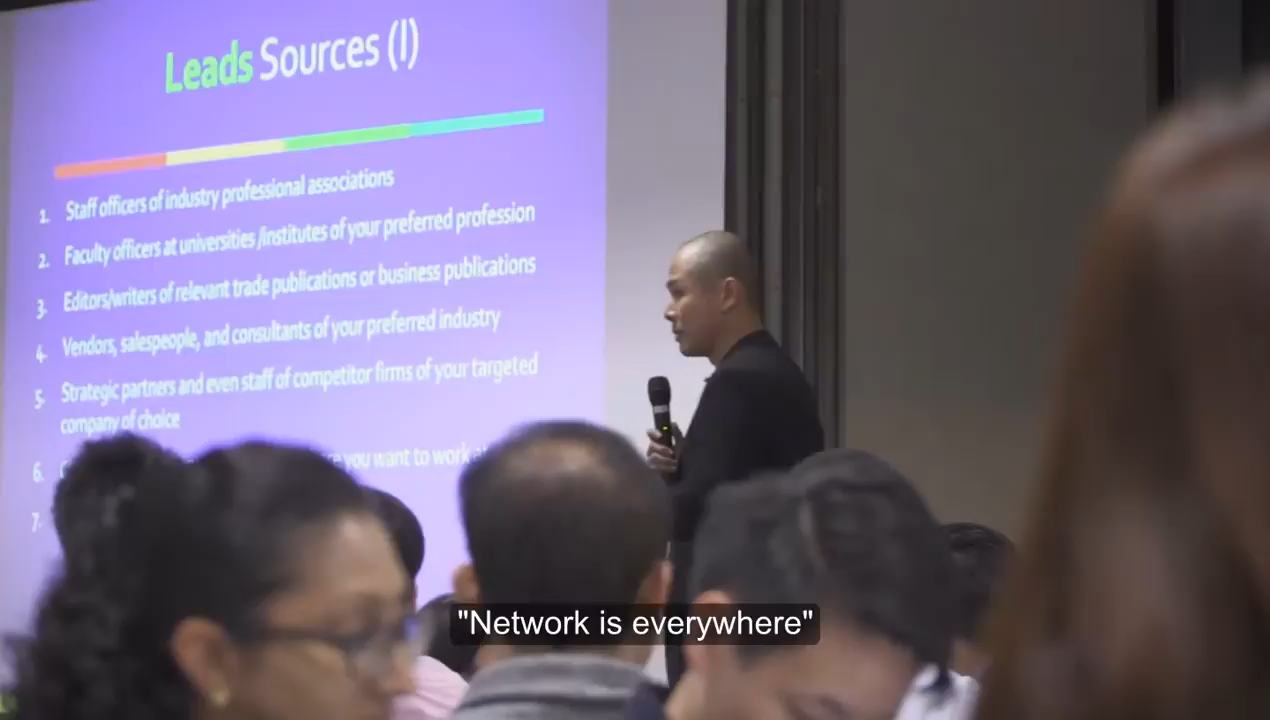 Leads Sources (I)
1. Staff officers of industry professional associations
2. Faculty officers at universities /institutes of your preferred profession
3. Editors/writers of relevant trade publications or business publications
4. Vendors, salespeople, and consultants of your preferred industry
5. Strategic partners and even staff of competitor firms of your targeted
company of choice
6. you want to work
7.
"Network is everywhere"